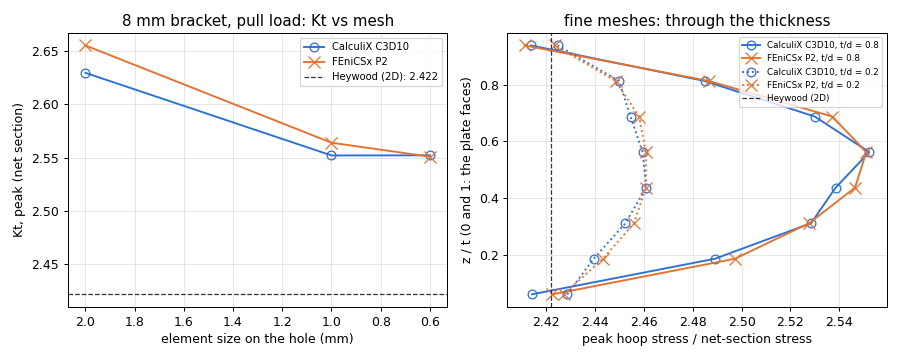 8 mm bracket, pull load: Kt vs mesh
Kt, peak (net section)
2.65
2.60
2.55
2.50
2.45
CalculiX C3D10
FEniCSx P2
Heywood (2D): 2.422
2.0
1.8
1.6
1.4
1.2
1.0
0.8
0.6
element size on the hole (mm)
fine meshes: through the thickness
z / t (0 and 1: the plate faces)
0.8
0.6
0.4
0.2
CalculiX C3D10, t/d = 0.8
FEniCSx P2, t/d = 0.8
CalculiX C3D10, t/d = 0.2
FEniCSx P2, t/d = 0.2
Heywood (2D)
2.42
2.44
2.46
2.48
2.50
2.52
2.54
peak hoop stress / net-section stress